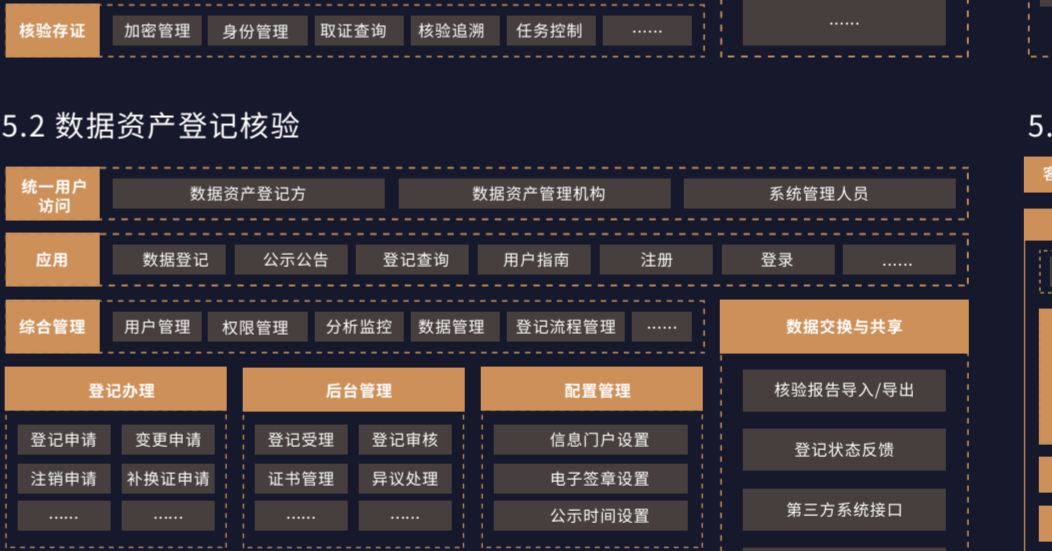 核验存证
加密管理
身份管理
取证查询
核验追溯
任务控制
......
......
5.2 数据资产登记核验
5.
统一用户
访问
数据资产登记方
数据资产管理机构
系统管理人员
应用
数据登记
公示公告
登记查询
用户指南
注册
登录
......
综合管理
用户管理
权限管理
分析监控
数据管理
登记流程管理
......
数据交换与共享
核验报告导入/导出
登记状态反馈
第三方系统接口
登记办理
登记申请
变更申请
注销申请
补换证申请
......
......
后台管理
登记受理
登记审核
证书管理
异议处理
......
......
配置管理
信息门户设置
电子签章设置
公示时间设置